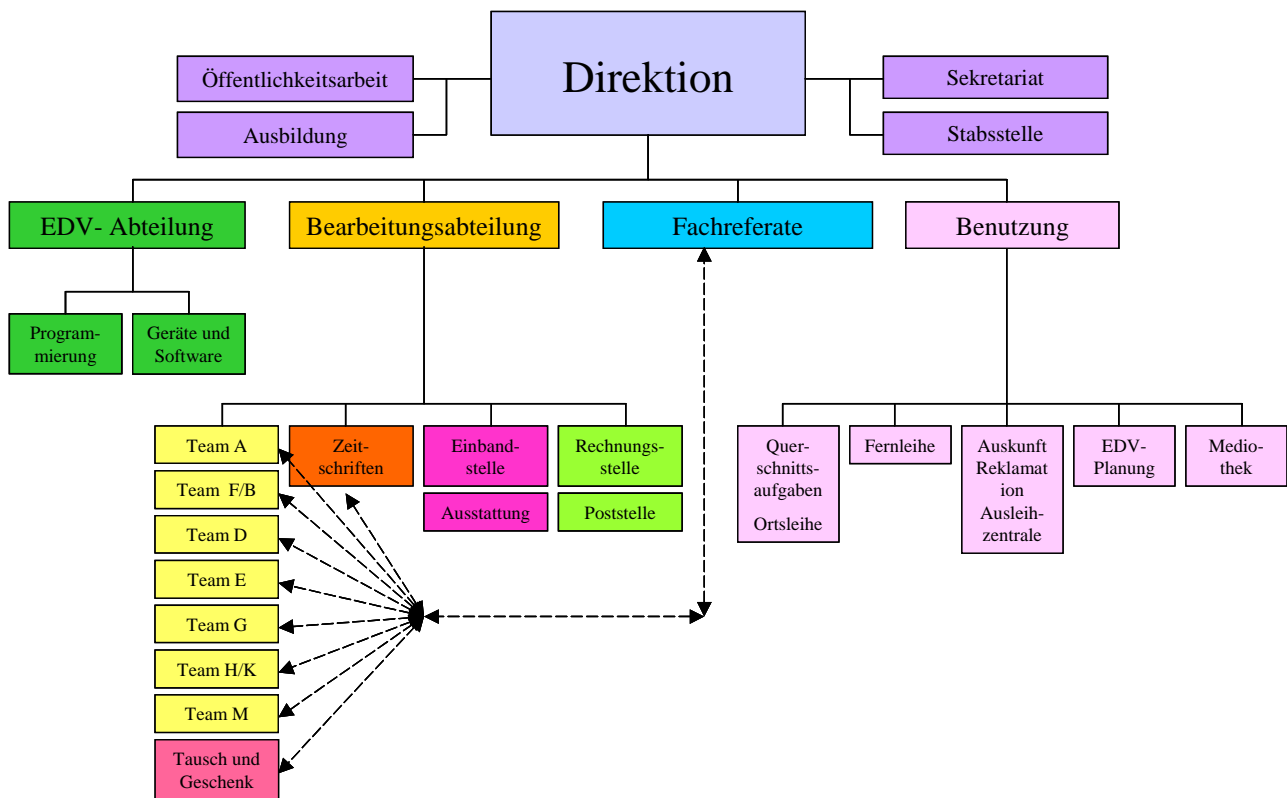 Direktion
Öffentlichkeitsarbeit
Ausbildung
Sekretariat
Stabsstelle
EDV- Abteilung
Bearbeitungsabteilung
Fachreferate
Benutzung
Program-
mierung
Geräte und
Software
Team A
Team F/B
Team D
Team E
Team G
Team H/K
Team M
Tausch und
Geschenk
Zeit-
schriften
Einband-
stelle
Ausstattung
Rechnungs-
stelle
Poststelle
Quer-
schnitts-
aufgaben
Ortsleihe
Fernleihe
Auskunft
Reklamat
ion
Ausleih-
zentrale
EDV-
Planung
Medio-
thek